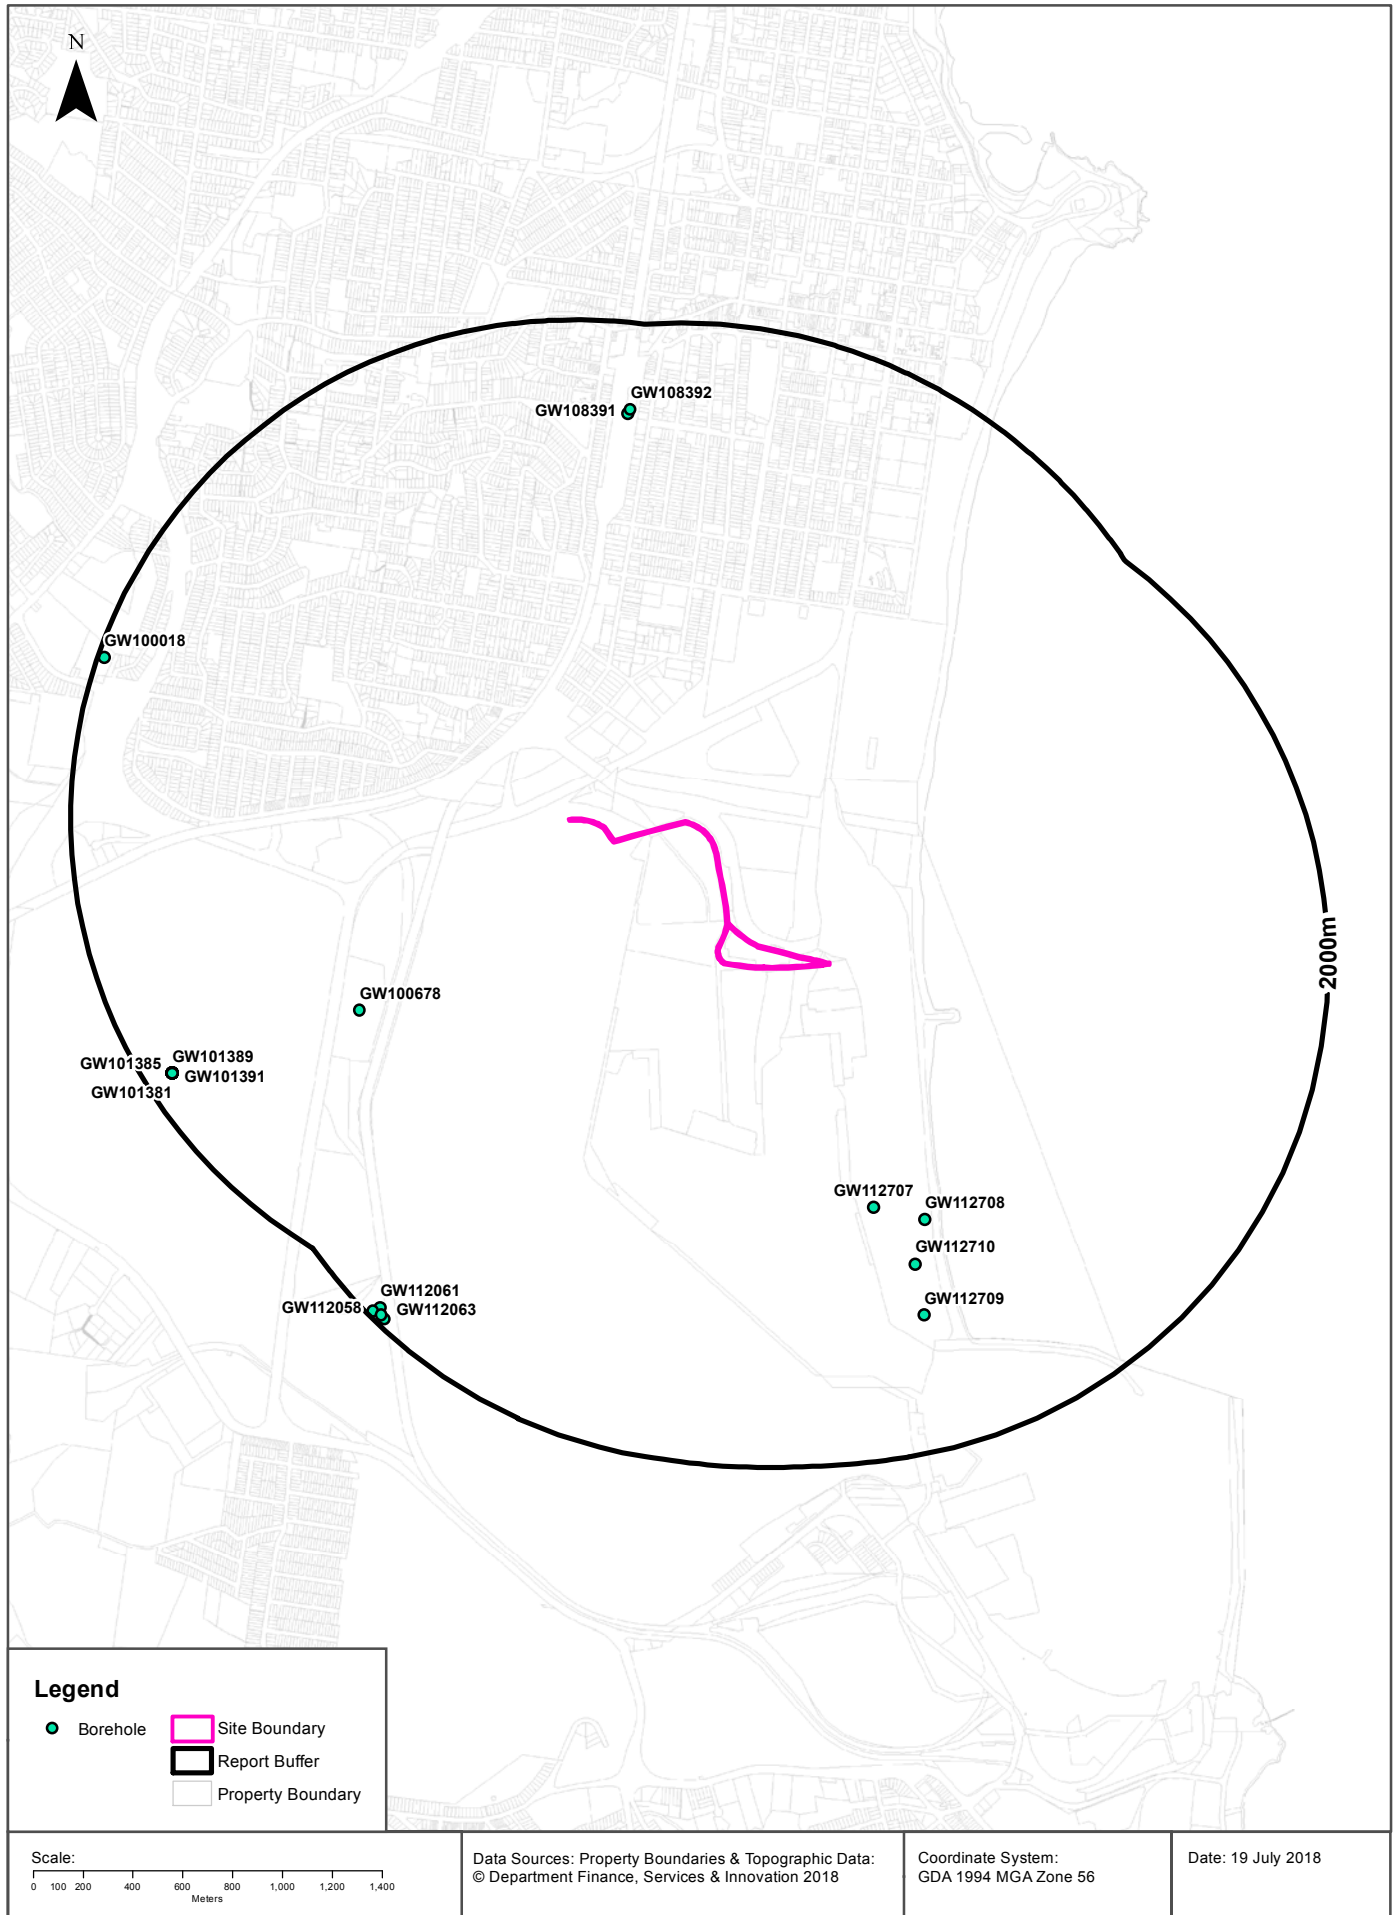 N
GW108392
GW108391
GW100018
2000m
GW100678
GW101389
GW101385
GW101391
GW101381
GW112707
GW112708
GW112710
GW112061
GW112058
GW112063
GW112709
Legend
Borehole
Site Boundary
Report Buffer
Property Boundary
Scale:
0 100 200 400 600 800 1,000 1,200 1,400
Meters
Data Sources: Property Boundaries & Topographic Data:
© Department Finance, Services & Innovation 2018
Coordinate System:
GDA 1994 MGA Zone 56
Date: 19 July 2018